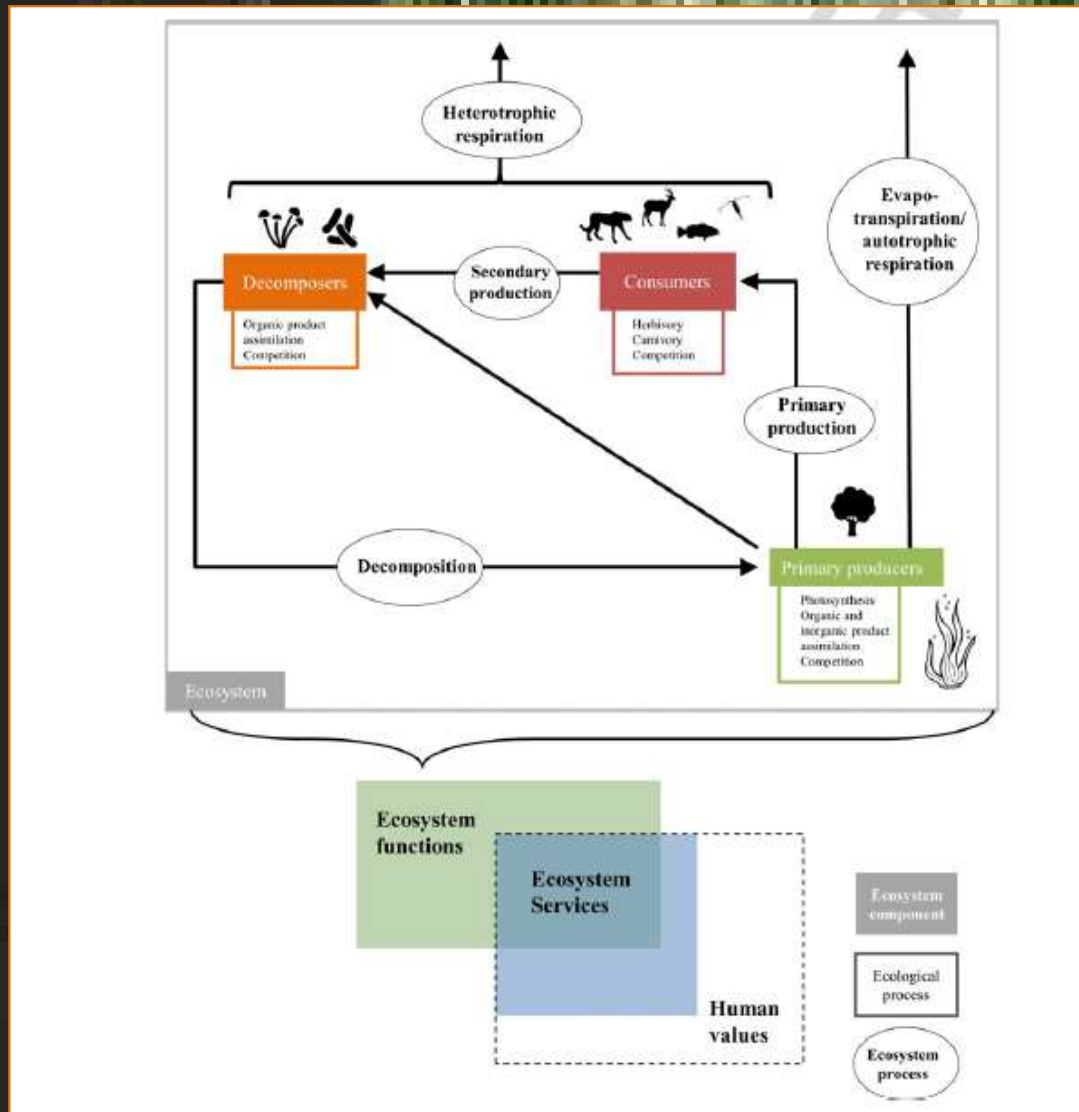 Heterotrophic
respiration
Evapo-
transpiration/
autotrophic
respiration
Decomposers
Secondary
production
Consumers
Organic product
assimilation
Competition
Herbivory
Carnivory
Competition
Primary
production
Decomposition
Primary producers
Photosynthesis
Organic and
inorganic product
assimilation
Competition
Ecosystem
Ecosystem
functions
Ecosystem
Services
Human
values
Ecosystem
component
Ecological
process
Ecosystem
process